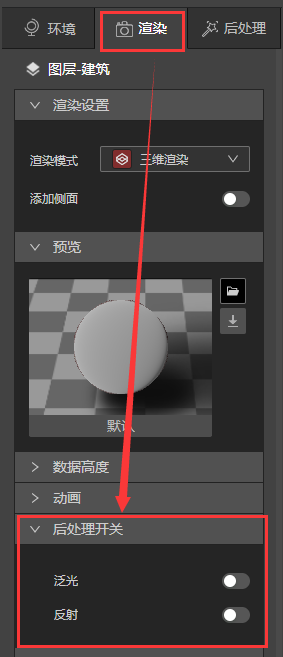 环境 渲染 后处理
图层-建筑
渲染设置
渲染模式 三维渲染
添加侧面
预览
默认
数据高度
动画
后处理开关
泛光
反射